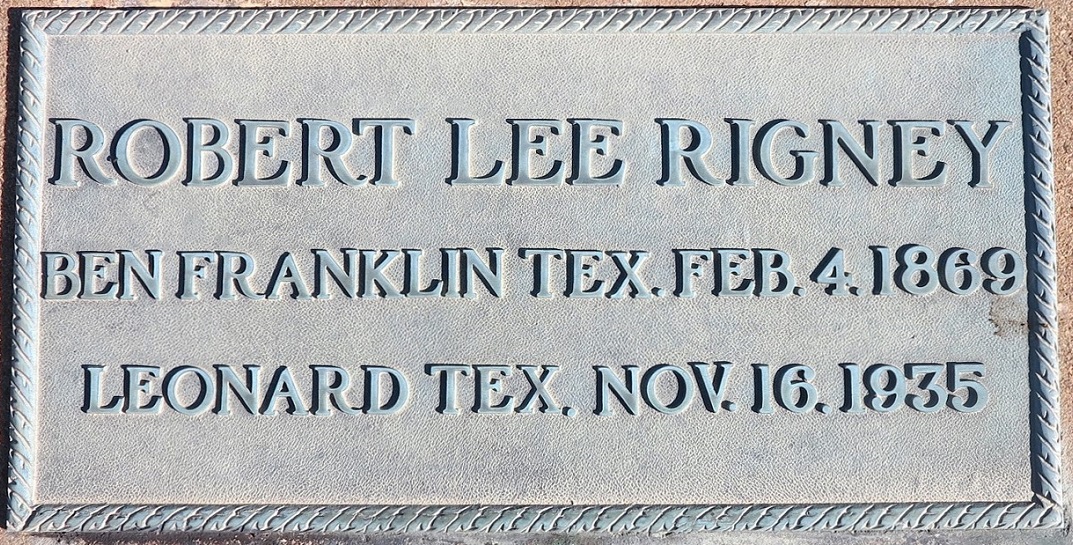 ROBERT LEE RIGNEY
BEN FRANKLIN TEX. FEB. 4. 1869
LEONARD TEX. NOV. 16. 1935